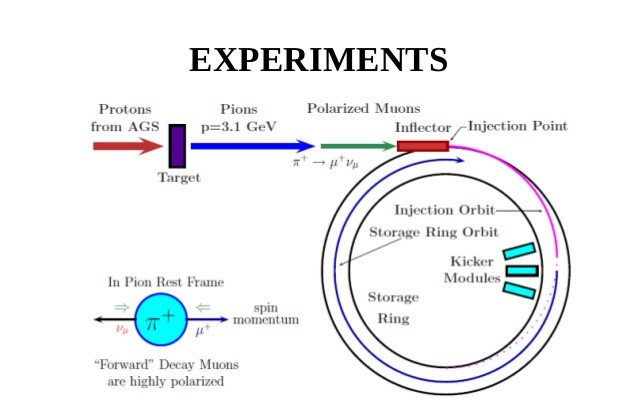 EXPERIMENTS
Protons
from AGS
Pions
p=3.1 GeV
Polarized Muons
Inflector
Injection Point
π⁺ → μ⁺ν_μ
Target
Injection Orbit
Storage Ring Orbit
Kicker
Modules
Storage
Ring
In Pion Rest Frame
⇒
⇐
π⁺
ν_μ
μ⁺
spin
momentum
“Forward” Decay Muons
are highly polarized